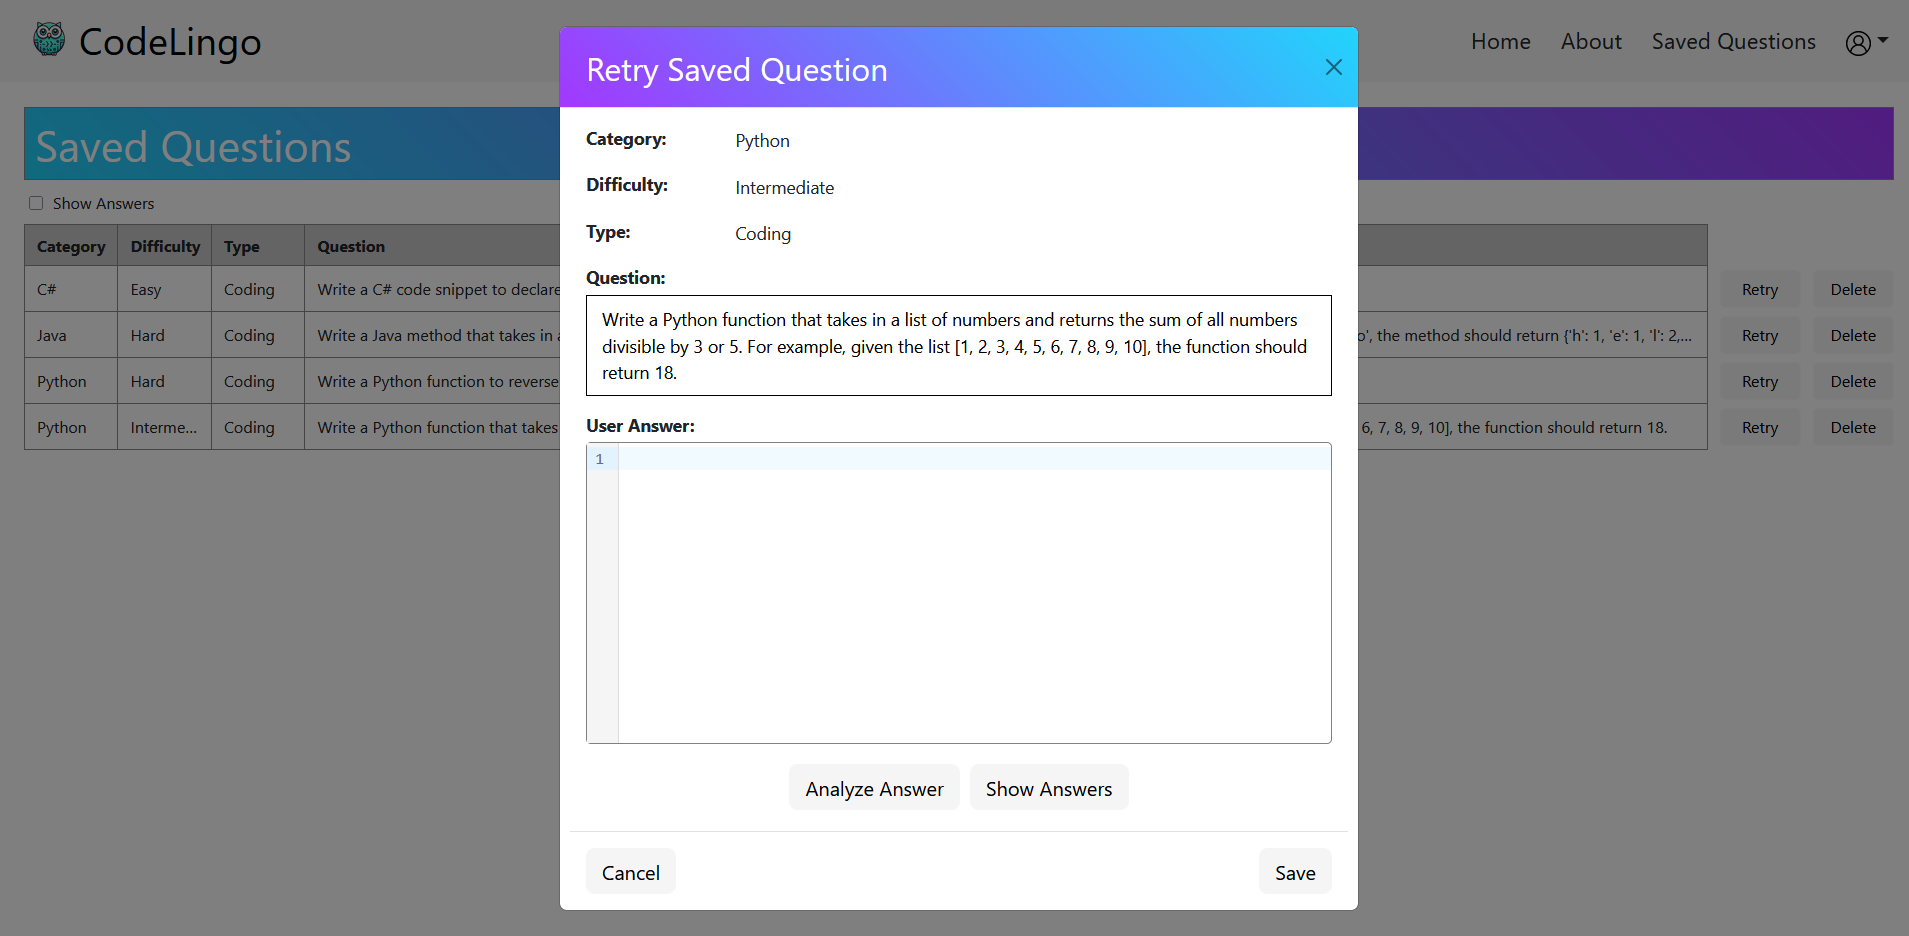 CodeLingo
Home About Saved Questions
Saved Questions
Show Answers
Category Difficulty Type Question
C# Easy Coding Write a C# code snippet to declare Retry Delete
Java Hard Coding Write a Java method that takes in o', the method should return {'h': 1, 'e': 1, 'l': 2,... Retry Delete
Python Hard Coding Write a Python function to reverse Retry Delete
Python Interme... Coding Write a Python function that takes 6, 7, 8, 9, 10], the function should return 18. Retry Delete
Retry Saved Question
Category: Python
Difficulty: Intermediate
Type: Coding
Question:
Write a Python function that takes in a list of numbers and returns the sum of all numbers
divisible by 3 or 5. For example, given the list [1, 2, 3, 4, 5, 6, 7, 8, 9, 10], the function should
return 18.
User Answer:
1
Analyze Answer Show Answers
Cancel Save